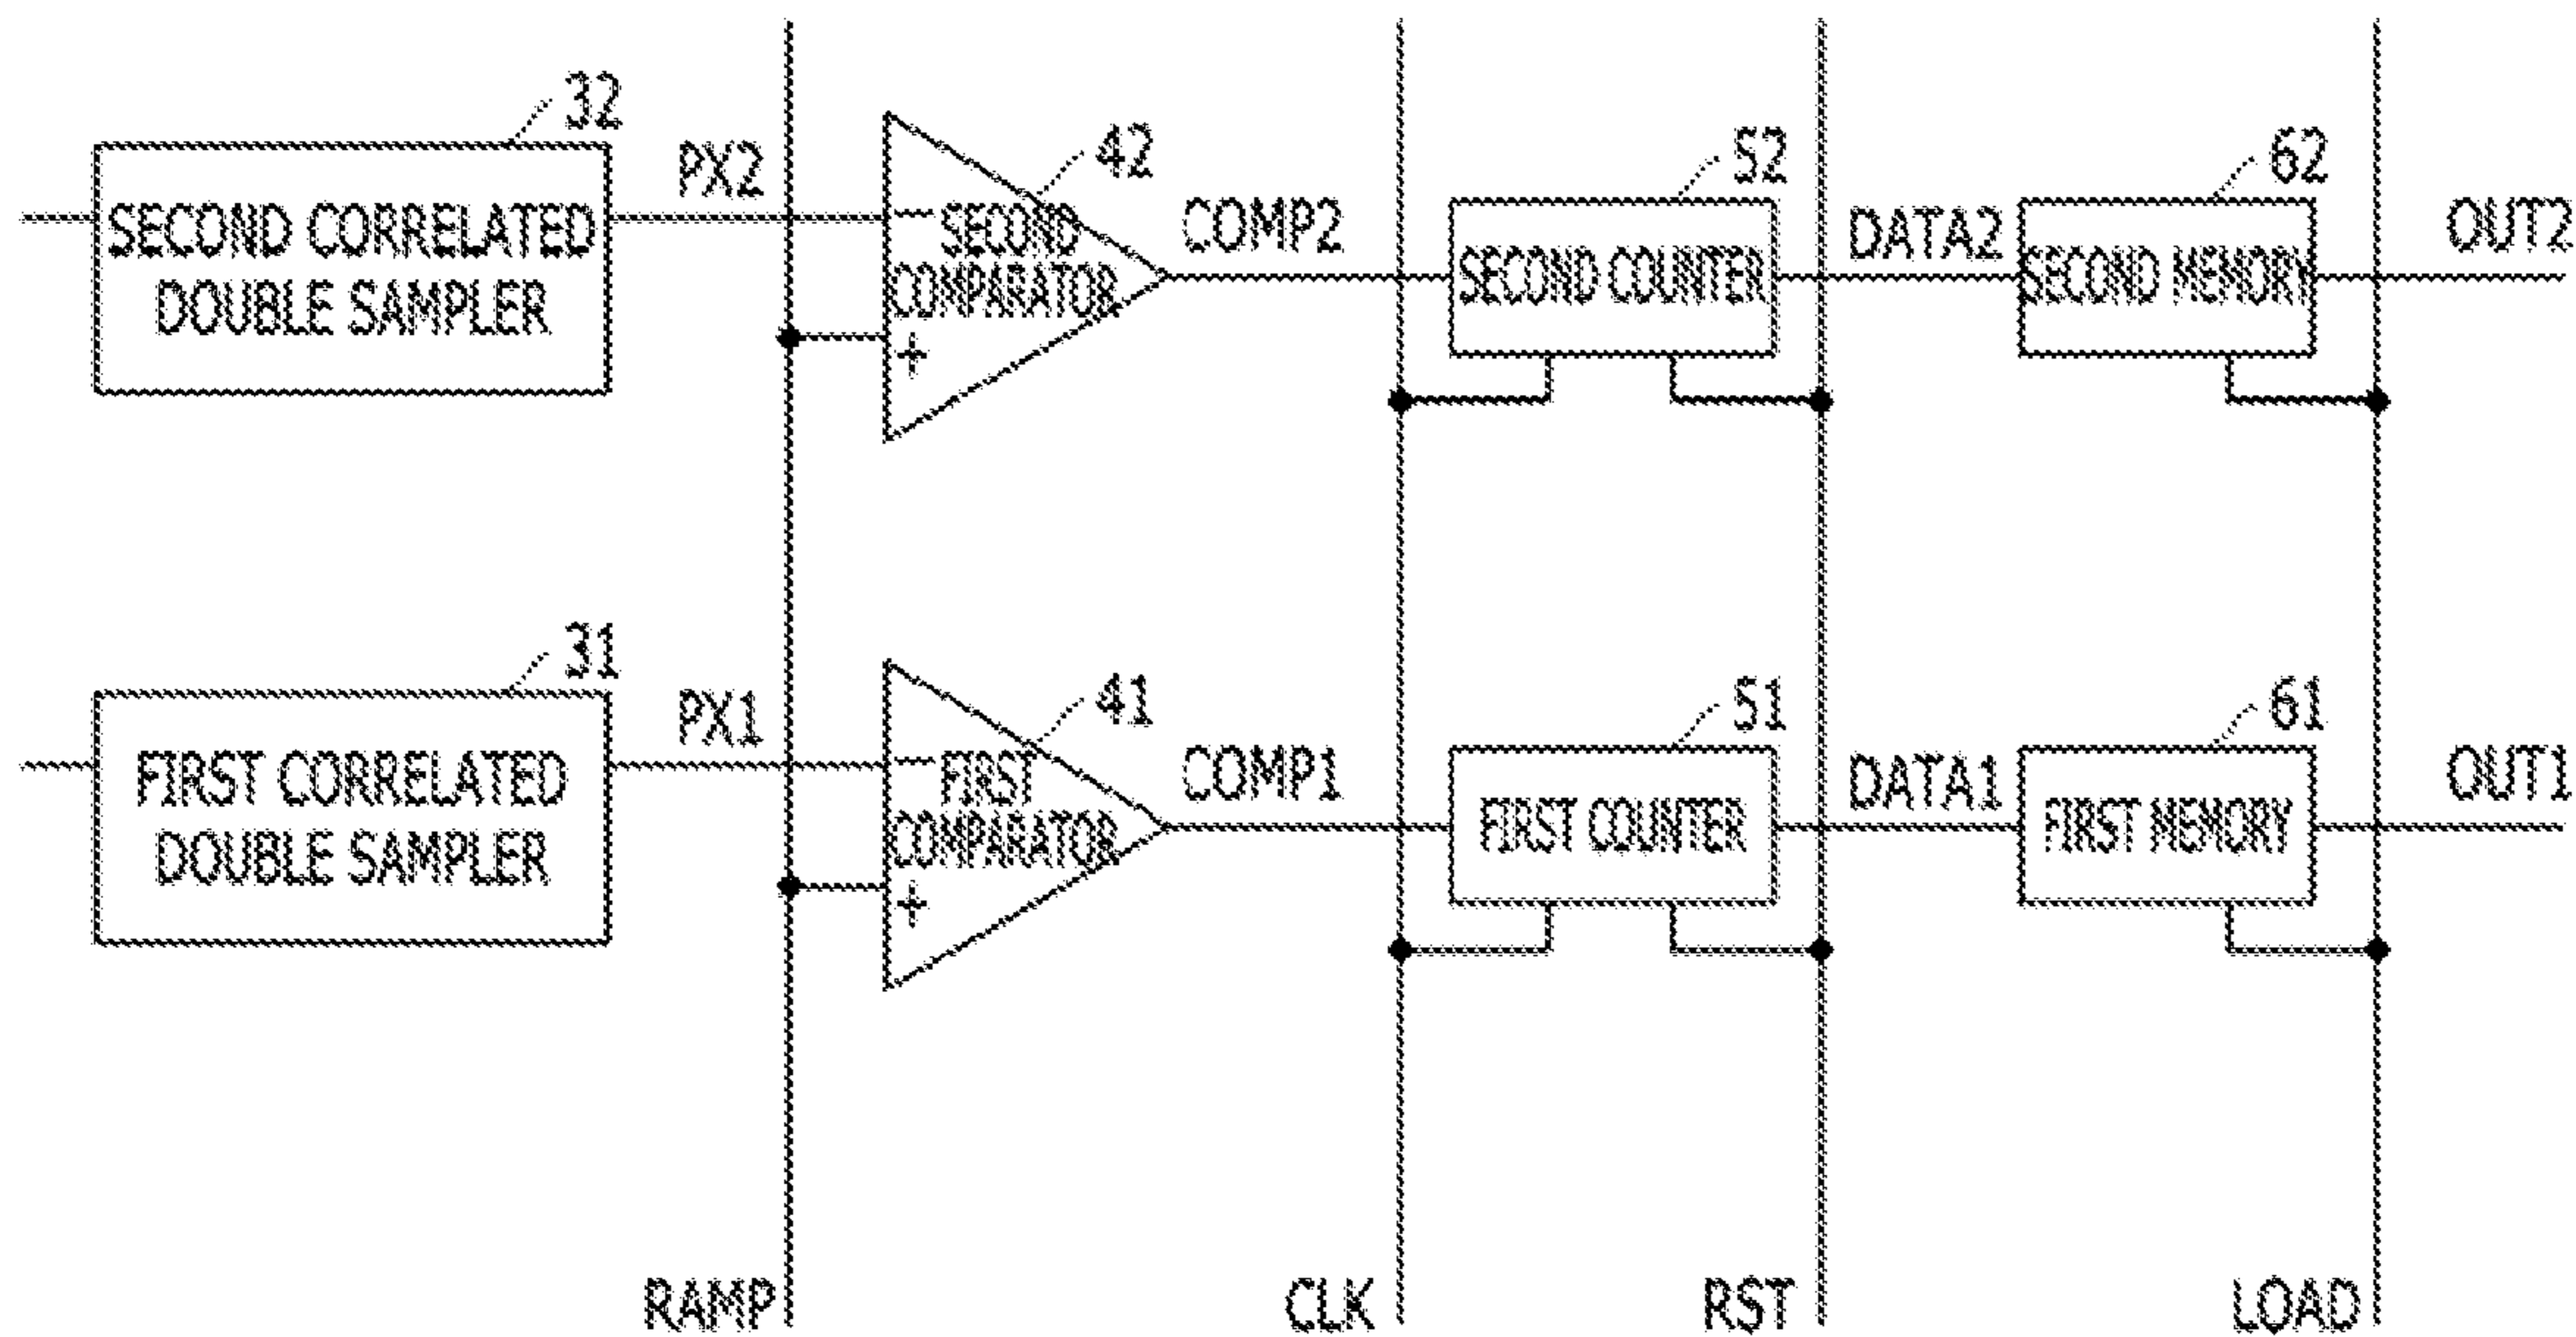 32
PX2
42
52
62
SECOND CORRELATED
DOUBLE SAMPLER
−
SECOND
COMPARATOR
+
COMP2
SECOND COUNTER
DATA2
SECOND MEMORY
OUT2
31
PX1
41
51
61
FIRST CORRELATED
DOUBLE SAMPLER
−
FIRST
COMPARATOR
+
COMP1
FIRST COUNTER
DATA1
FIRST MEMORY
OUT1
RAMP
CLK
RST
LOAD